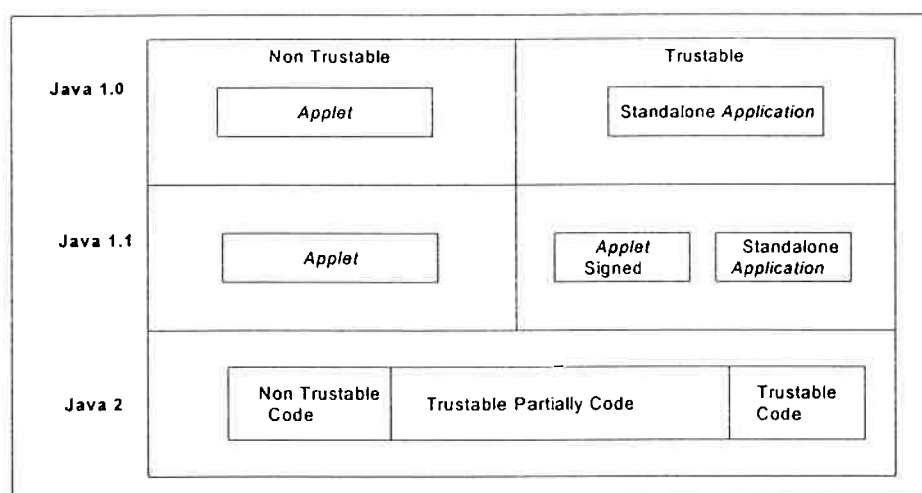 Non Trustable
Trustable
Java 1.0
Applet
Standalone Application
Java 1.1
Applet
Applet
Signed
Standalone
Application
Java 2
Non Trustable
Code
Trustable Partially Code
Trustable
Code